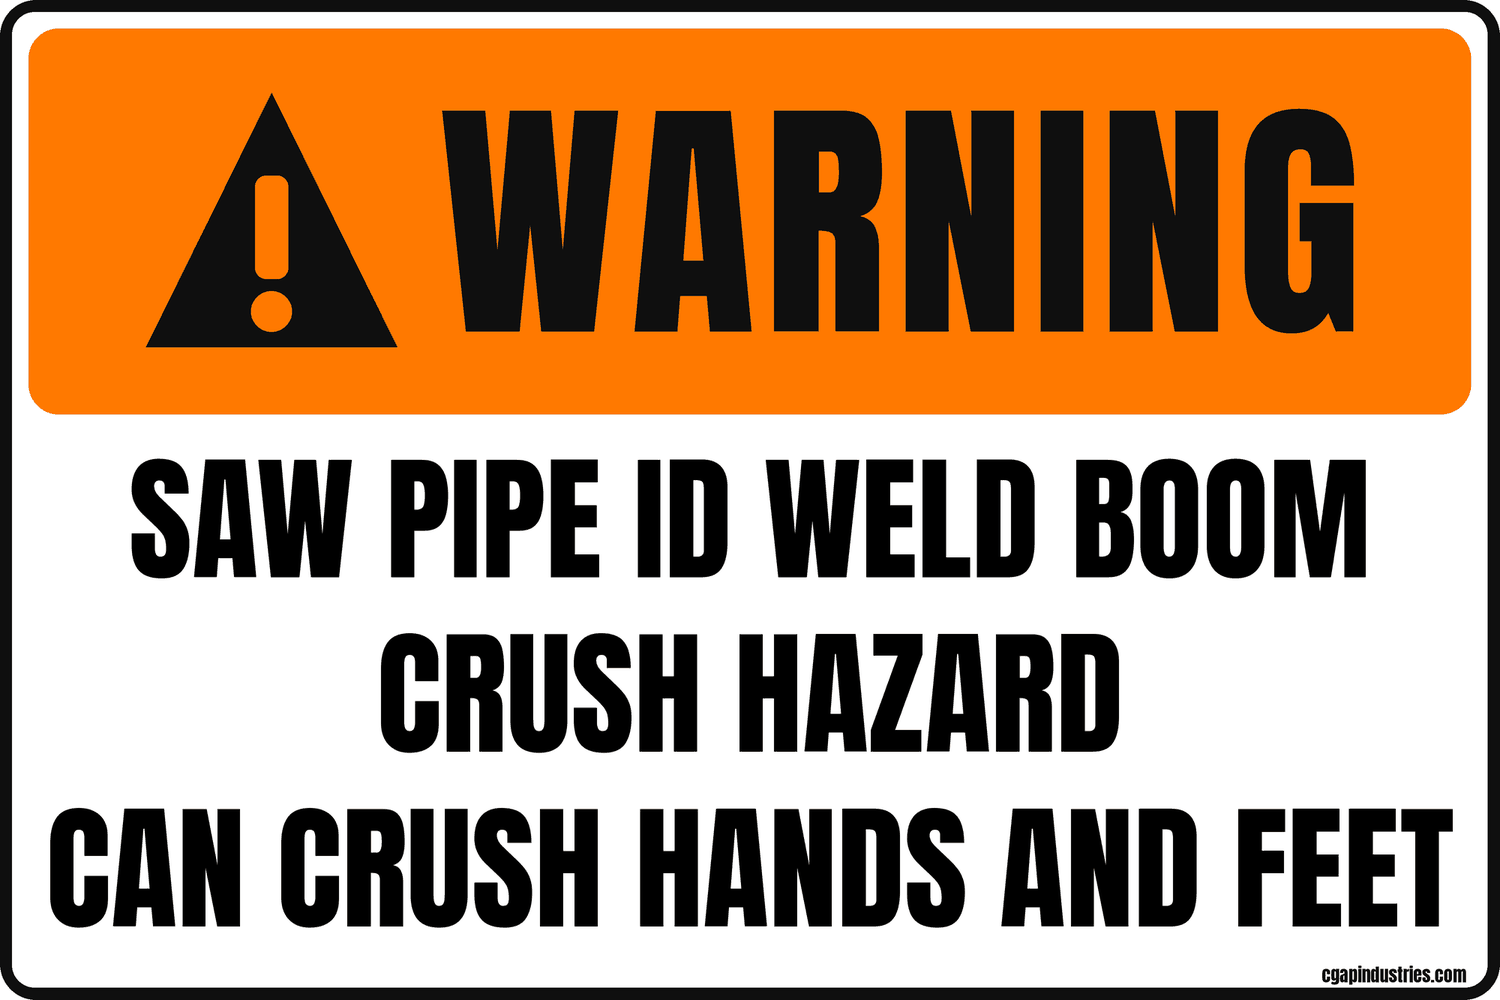 WARNING
SAW PIPE ID WELD BOOM
CRUSH HAZARD
CAN CRUSH HANDS AND FEET
cgapindustries.com